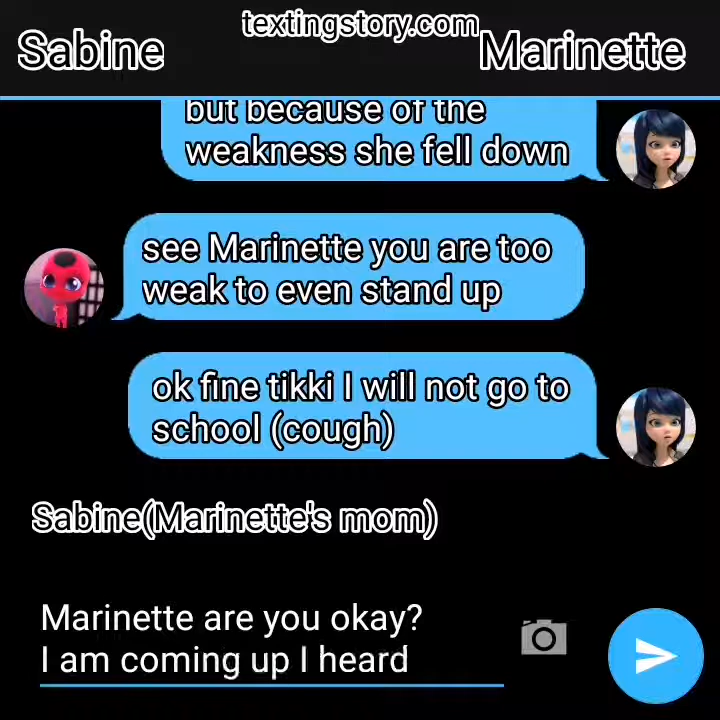 textingstory.com
Sabine Marinette
but because of the
weakness she fell down
see Marinette you are too
weak to even stand up
ok fine tikki I will not go to
school (cough)
Sabine(Marinette's mom)
Marinette are you okay?
I am coming up I heard